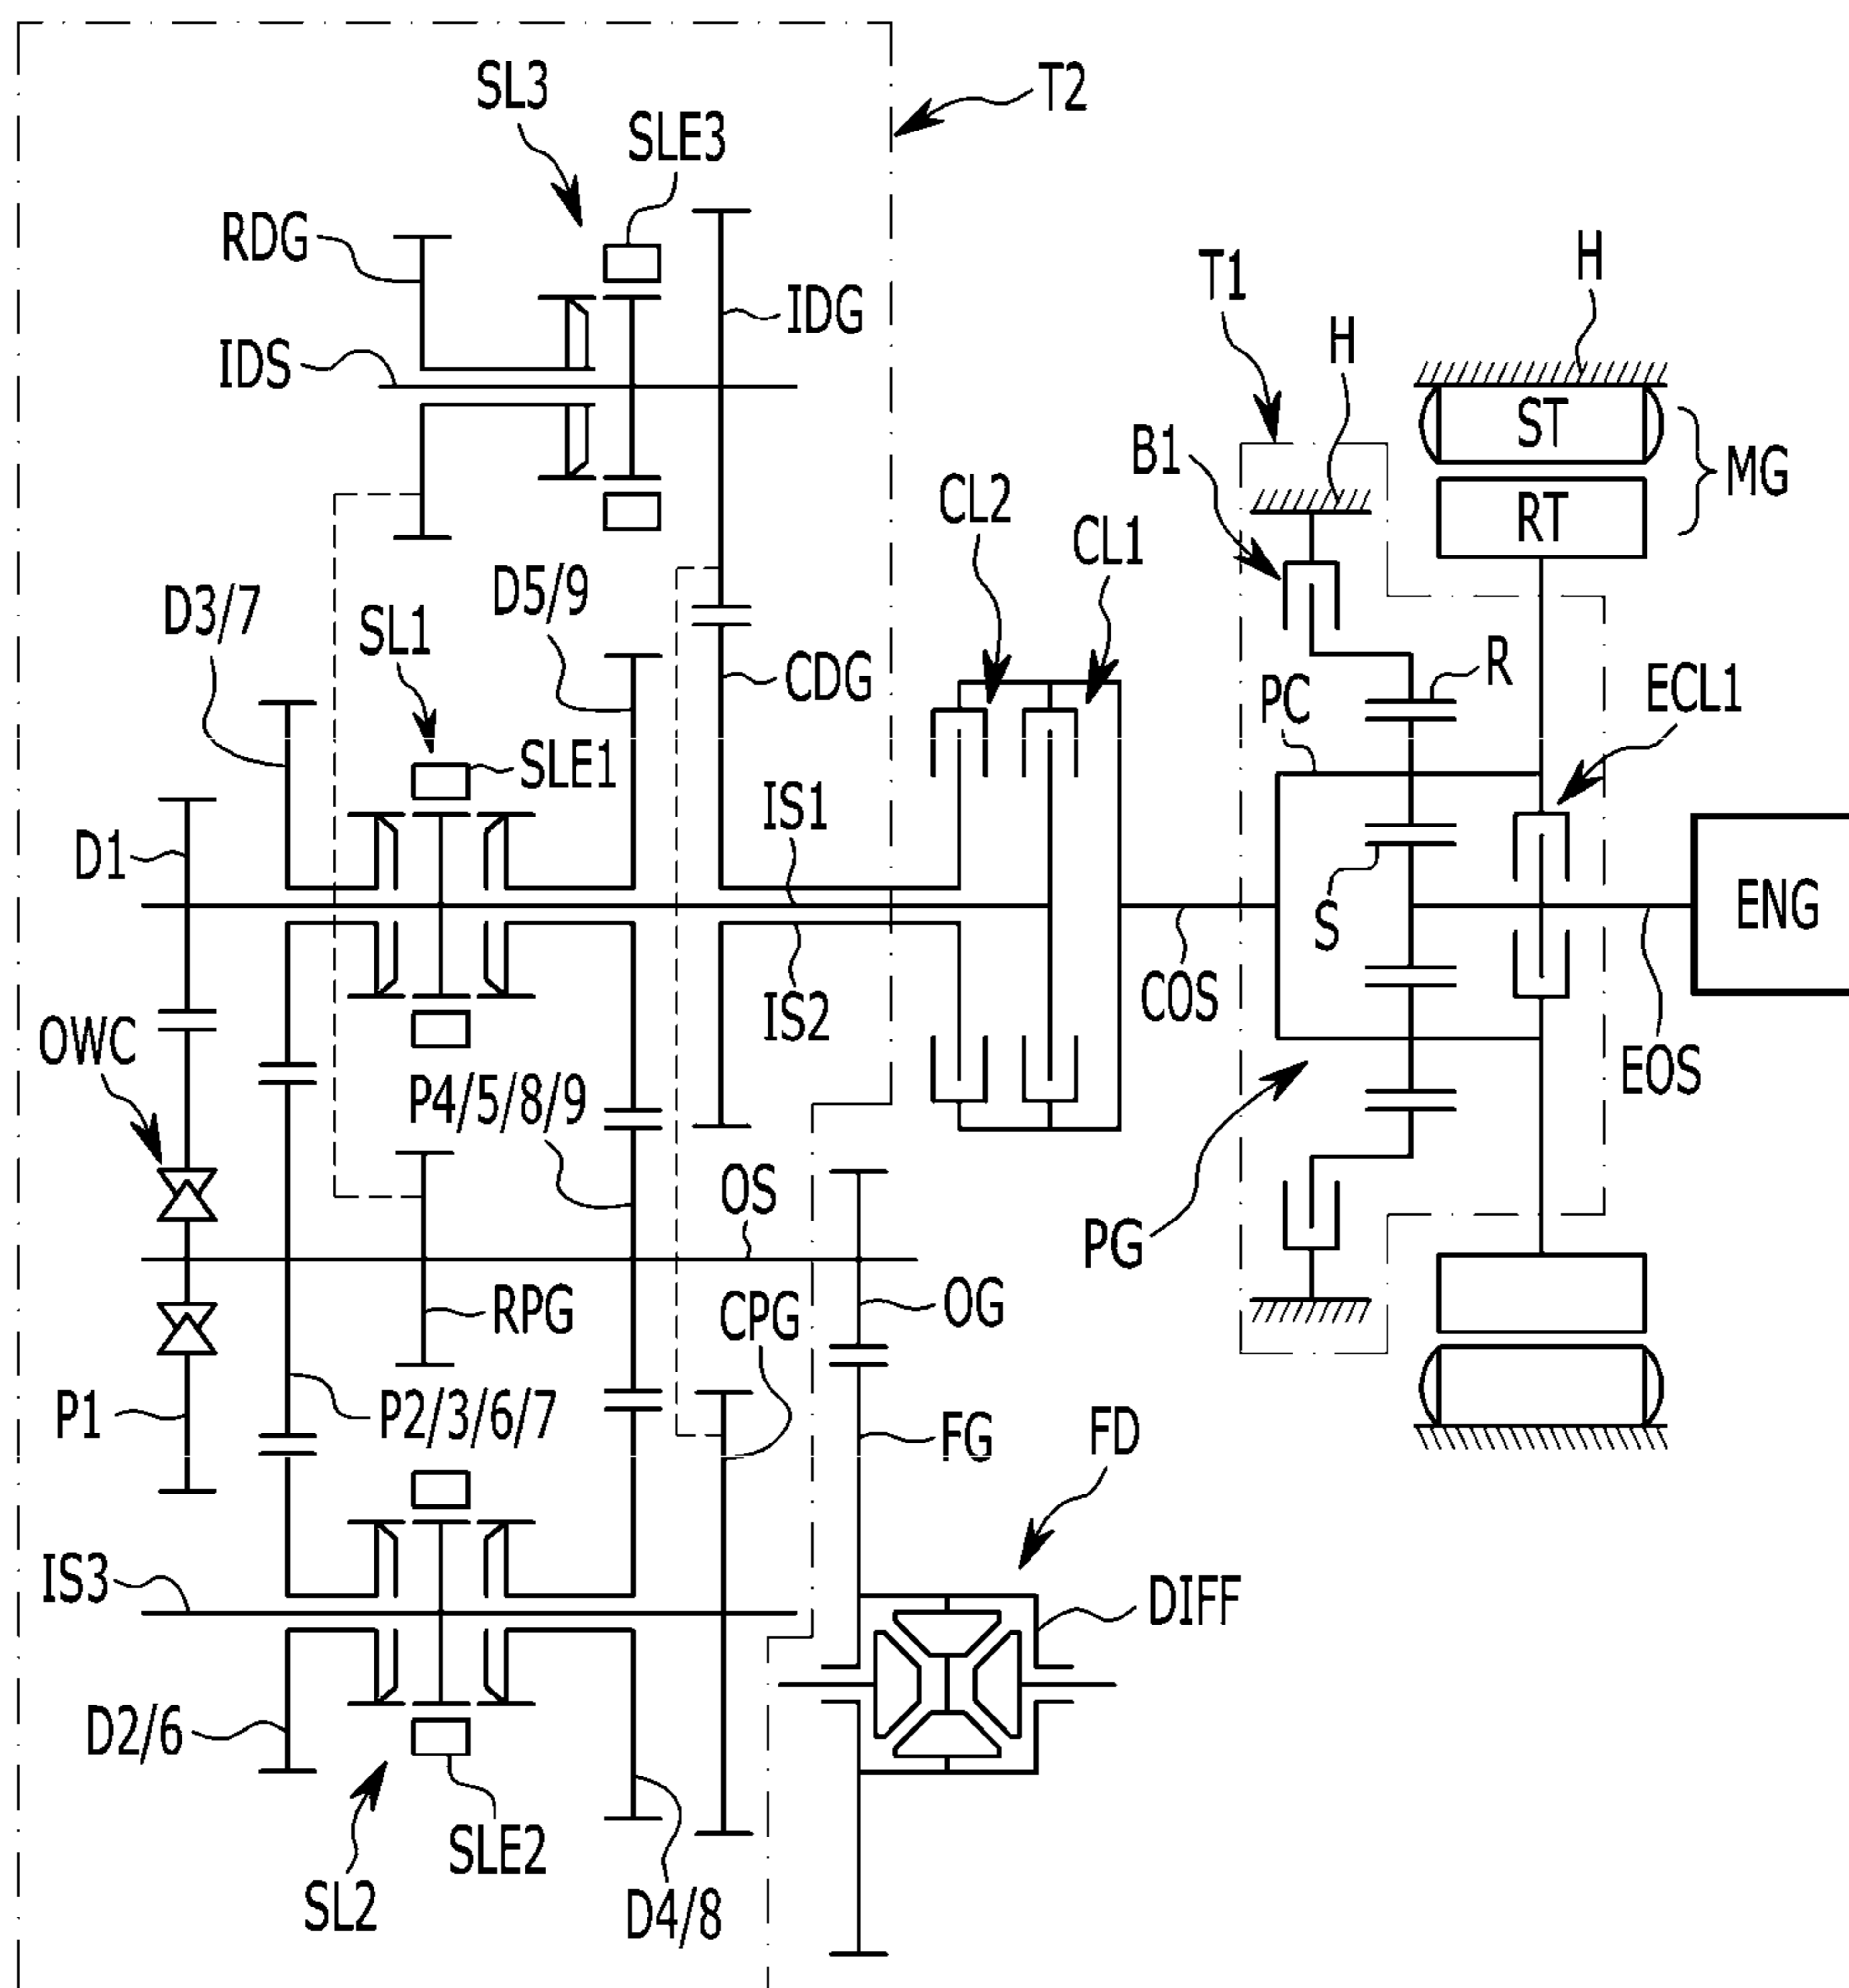 SL3
T2
SLE3
RDG
H
T1
IDG
H
IDS
ST
B1
MG
CL2
RT
CL1
D5/9
D3/7
SL1
R
CDG
PC
ECL1
SLE1
IS1
D1
ENG
S
COS
IS2
OWC
EOS
P4/5/8/9
OS
PG
RPG
CPG
OG
P1
P2/3/6/7
FG
FD
IS3
DIFF
D2/6
SLE2
SL2
D4/8